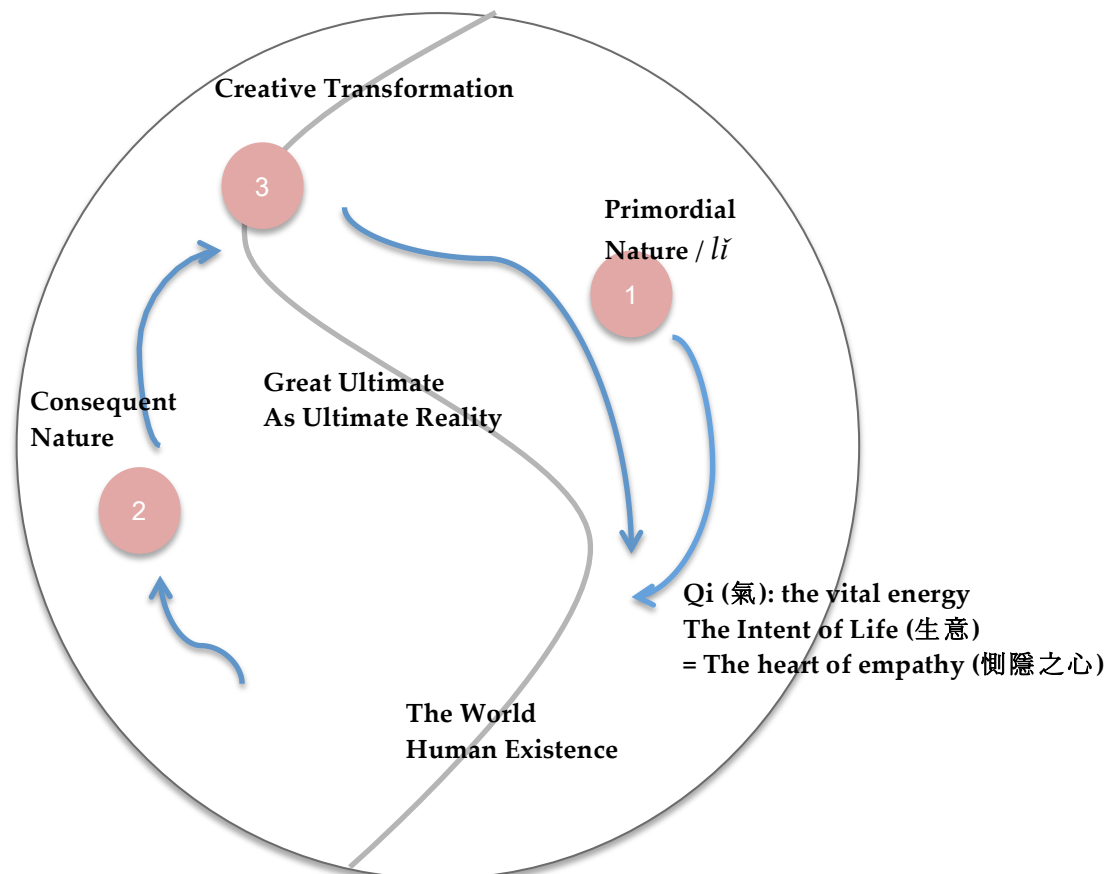 Creative Transformation
3
Primordial
Nature / lǐ
1
Great Ultimate
As Ultimate Reality
Consequent
Nature
2
Qi (氣): the vital energy
The Intent of Life (生意)
= The heart of empathy (惻隱之心)
The World
Human Existence